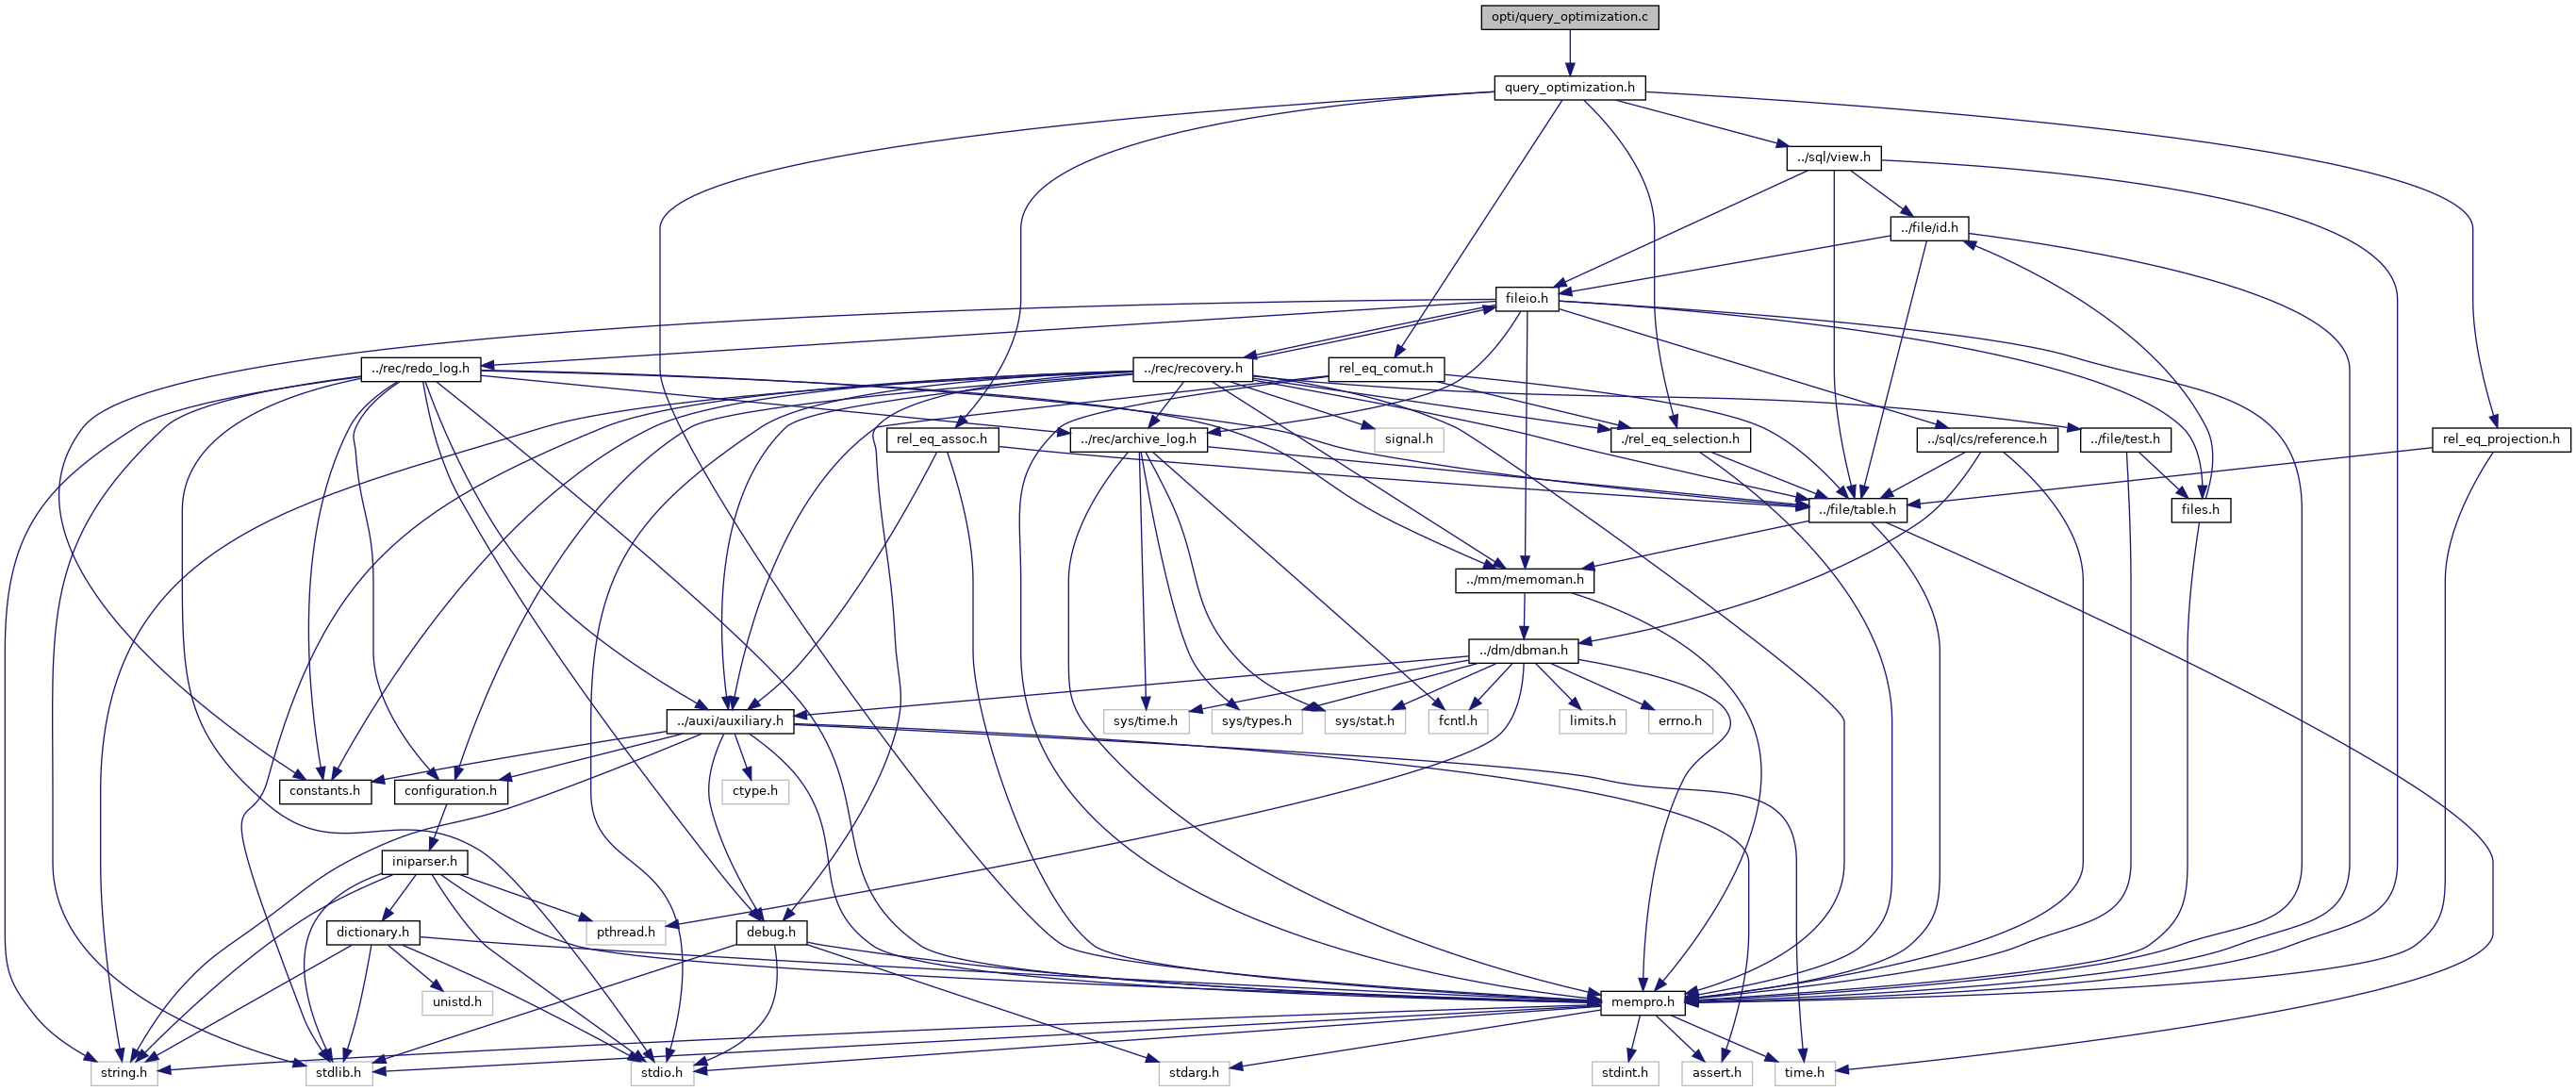 opti/query_optimization.c
query_optimization.h
../sql/view.h
../file/id.h
fileio.h
../rec/redo_log.h
../rec/recovery.h
rel_eq_comut.h
rel_eq_assoc.h
../rec/archive_log.h
signal.h
./rel_eq_selection.h
../sql/cs/reference.h
../file/test.h
rel_eq_projection.h
../file/table.h
files.h
../mm/memoman.h
../dm/dbman.h
../auxi/auxiliary.h
sys/time.h
sys/types.h
sys/stat.h
fcntl.h
limits.h
errno.h
constants.h
configuration.h
ctype.h
iniparser.h
dictionary.h
pthread.h
debug.h
unistd.h
mempro.h
string.h
stdlib.h
stdio.h
stdarg.h
stdint.h
assert.h
time.h